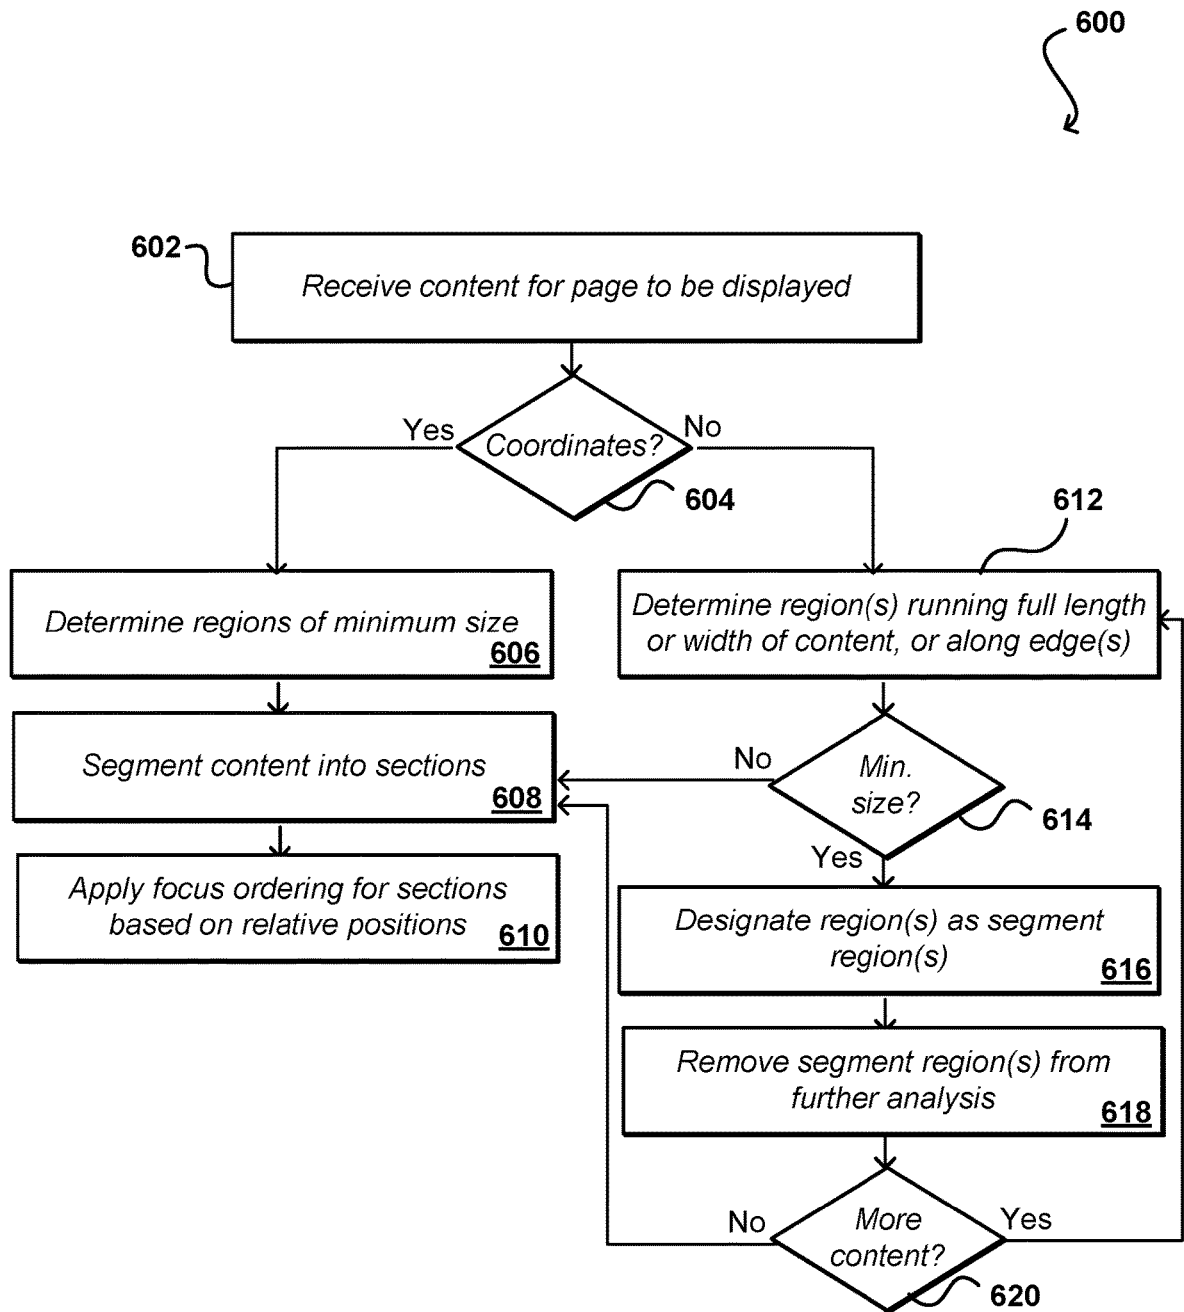 600
602
Receive content for page to be displayed
Yes
Coordinates?
No
604
612
Determine regions of minimum size
606
Determine region(s) running full length
or width of content, or along edge(s)
Segment content into sections
608
No
Min.
size?
614
Yes
Apply focus ordering for sections
based on relative positions
610
Designate region(s) as segment
region(s)
616
Remove segment region(s) from
further analysis
618
No
More
content?
Yes
620